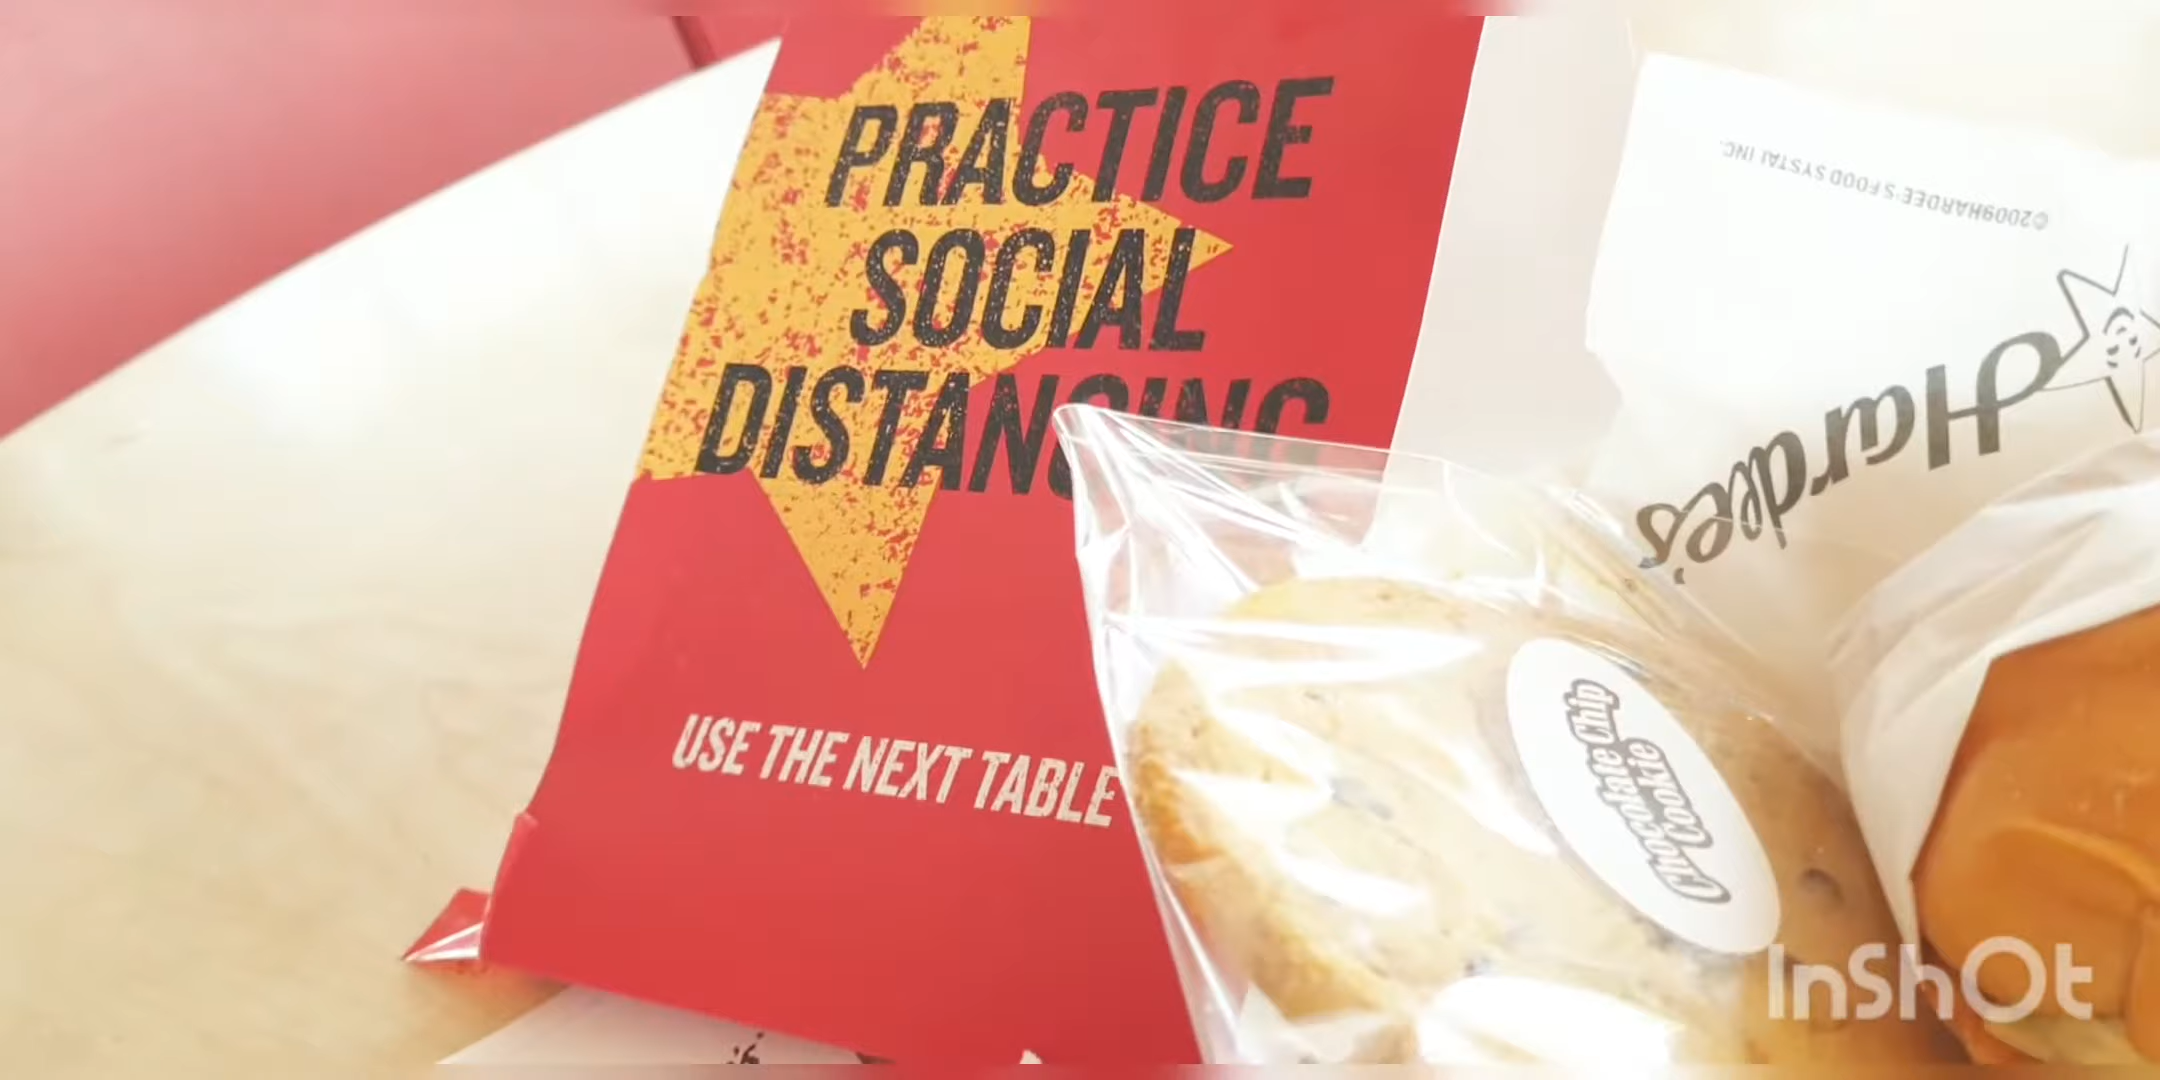 PRACTICE
SOCIAL
DISTANCING
USE THE NEXT TABLE
©2009HARDEE'S FOOD SYSTAI INC.
Hardee's
Chocolate Chip
Cookie
InShOt